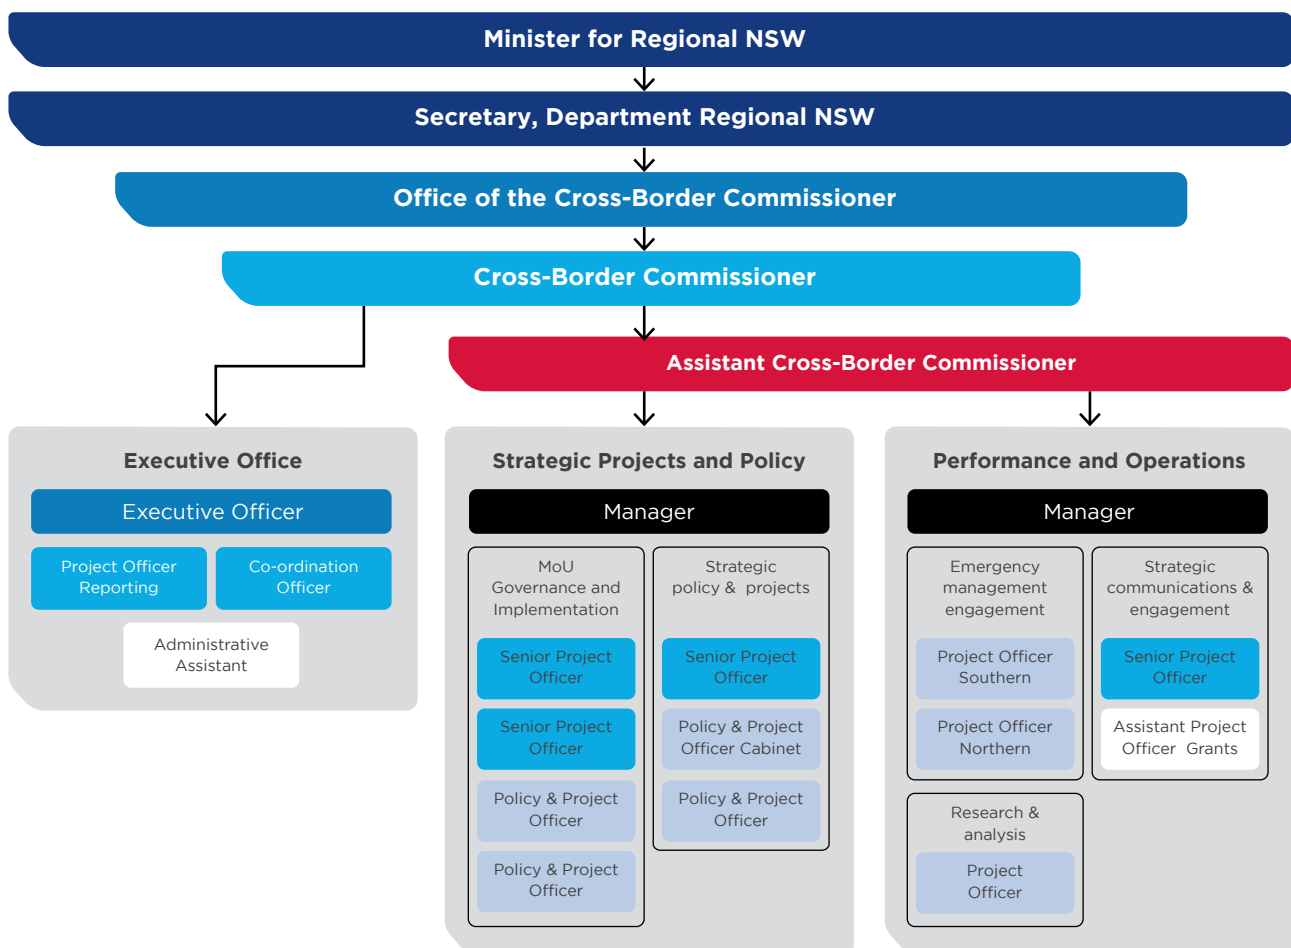 Minister for Regional NSW
Secretary, Department Regional NSW
Office of the Cross-Border Commissioner
Cross-Border Commissioner
Assistant Cross-Border Commissioner
Executive Office
Executive Officer
Project Officer
Reporting
Co-ordination
Officer
Administrative
Assistant
Strategic Projects and Policy
Manager
MoU
Governance and
Implementation
Senior Project
Officer
Senior Project
Officer
Policy & Project
Officer
Policy & Project
Officer
Strategic
policy & projects
Senior Project
Officer
Policy & Project
Officer Cabinet
Policy & Project
Officer
Performance and Operations
Manager
Emergency
management
engagement
Project Officer
Southern
Project Officer
Northern
Strategic
communications &
engagement
Senior Project
Officer
Assistant Project
Officer Grants
Research &
analysis
Project
Officer